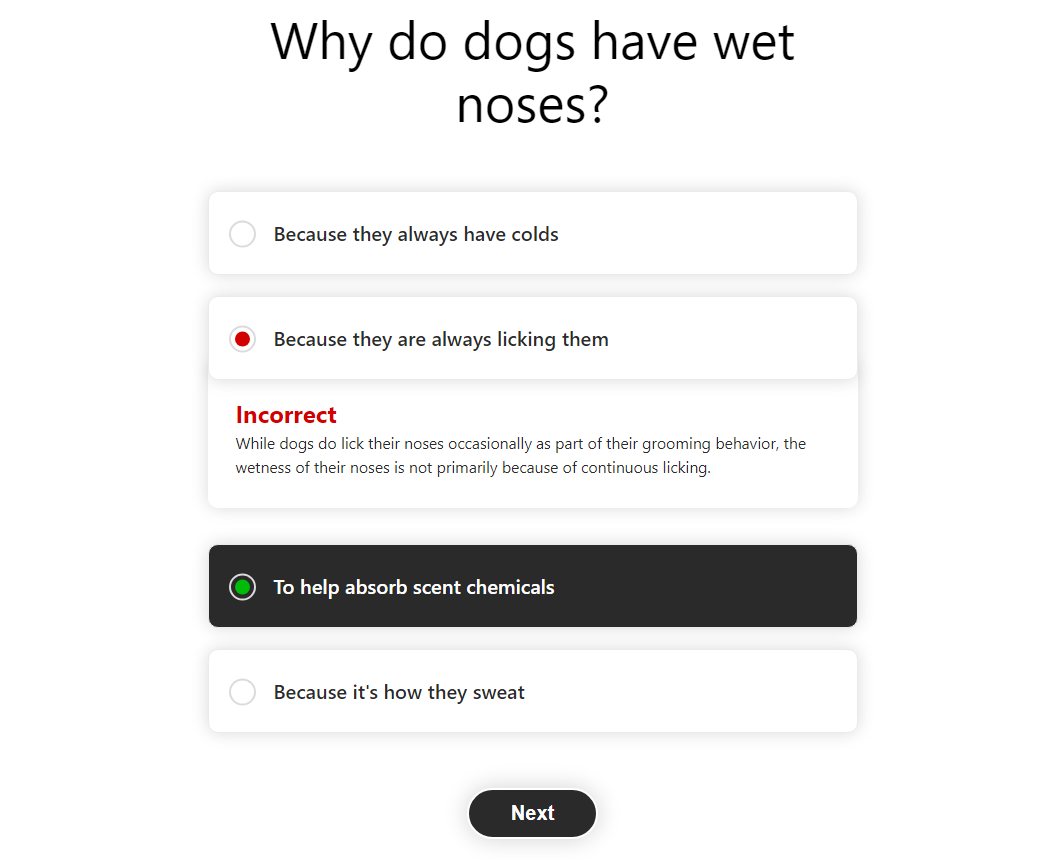 Why do dogs have wet
noses?
Because they always have colds
Because they are always licking them
Incorrect
While dogs do lick their noses occasionally as part of their grooming behavior, the
wetness of their noses is not primarily because of continuous licking.
To help absorb scent chemicals
Because it's how they sweat
Next